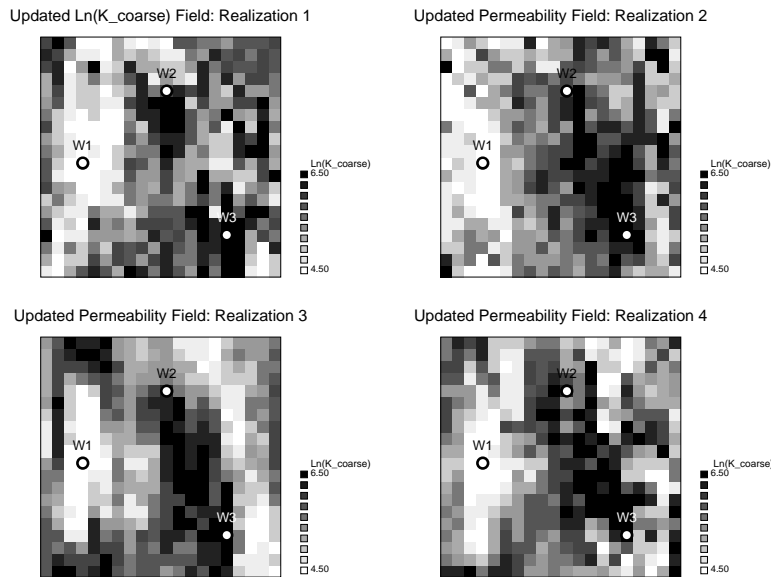 Updated Ln(K_coarse) Field: Realization 1
W2
W1
W3
Ln(K_coarse)
6.50
4.50
Updated Permeability Field: Realization 2
W2
W1
W3
Ln(K_coarse)
6.50
4.50
Updated Permeability Field: Realization 3
W2
W1
W3
Ln(K_coarse)
6.50
4.50
Updated Permeability Field: Realization 4
W2
W1
W3
Ln(K_coarse)
6.50
4.50